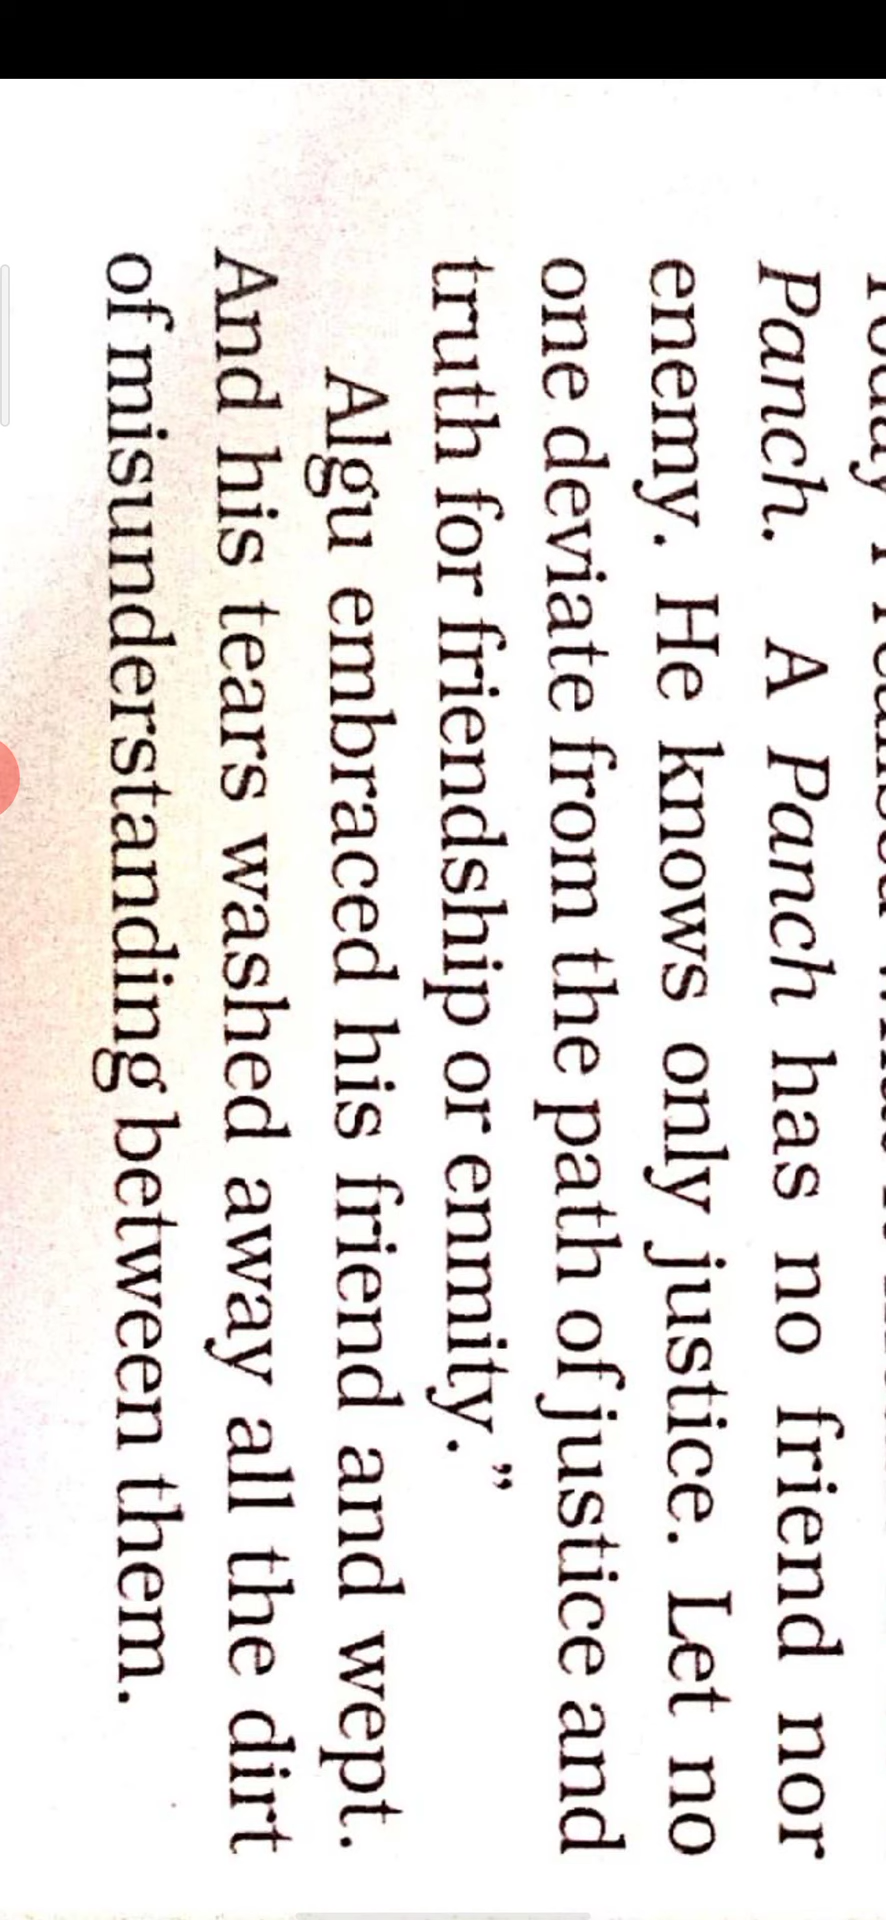 Panch. A Panch has no friend nor
enemy. He knows only justice. Let no
one deviate from the path of justice and
truth for friendship or enmity.”
Algu embraced his friend and wept.
And his tears washed away all the dirt
of misunderstanding between them.